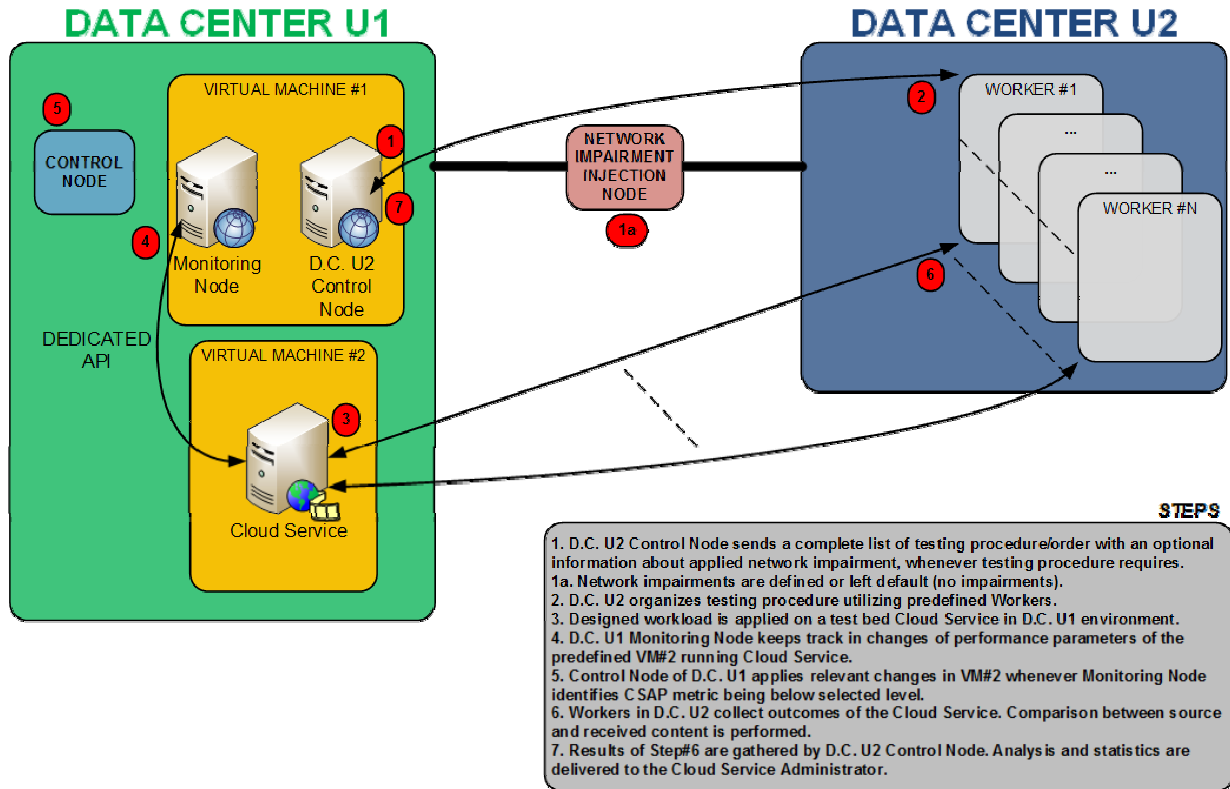 DATA CENTER U1
DATA CENTER U2
VIRTUAL MACHINE #1
5
CONTROL
NODE
1
7
4
Monitoring
Node
D.C. U2
Control
Node
DEDICATED
API
VIRTUAL MACHINE #2
3
Cloud Service
NETWORK
IMPAIRMENT
INJECTION
NODE
1a
2
WORKER #1
...
...
WORKER #N
6
STEPS
1. D.C. U2 Control Node sends a complete list of testing procedure/order with an optional
information about applied network impairment, whenever testing procedure requires.
1a. Network impairments are defined or left default (no impairments).
2. D.C. U2 organizes testing procedure utilizing predefined Workers.
3. Designed workload is applied on a test bed Cloud Service in D.C. U1 environment.
4. D.C. U1 Monitoring Node keeps track in changes of performance parameters of the
predefined VM#2 running Cloud Service.
5. Control Node of D.C. U1 applies relevant changes in VM#2 whenever Monitoring Node
identifies CSAP metric being below selected level.
6. Workers in D.C. U2 collect outcomes of the Cloud Service. Comparison between source
and received content is performed.
7. Results of Step#6 are gathered by D.C. U2 Control Node. Analysis and statistics are
delivered to the Cloud Service Administrator.